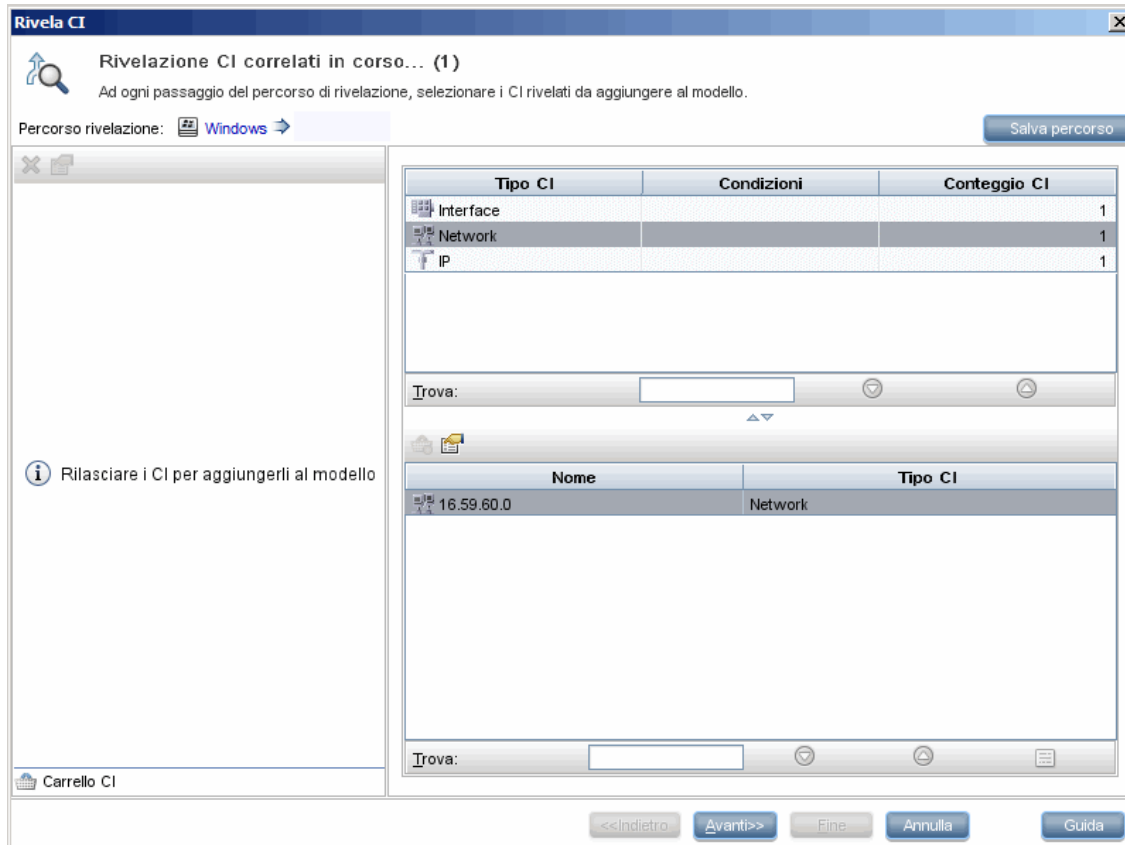 Rivela CI
Rivelazione CI correlati in corso... (1)
Ad ogni passaggio del percorso di rivelazione, selezionare i CI rivelati da aggiungere al modello.
Percorso rivelazione: Windows
Salva percorso
Tipo CI Condizioni Conteggio CI
Interface 1
Network 1
IP 1
Trova:
Rilasciare i CI per aggiungerli al modello
Nome Tipo CI
16.59.60.0 Network
Trova:
Carrello CI
<<Indietro Avanti>> Fine Annulla Guida